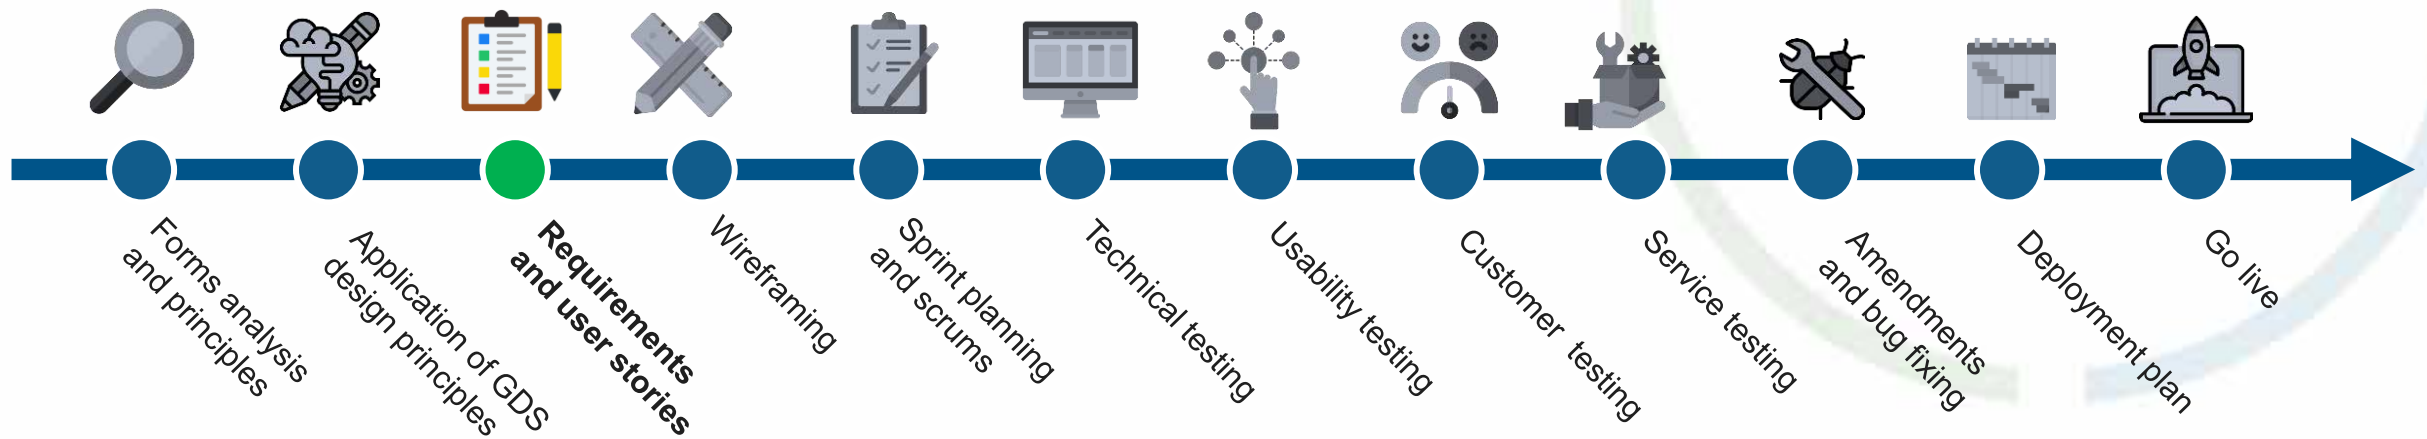 Forms analysis
and principles
Application of GDS
design principles
Requirements
and user stories
Wireframing
Sprint planning
and scrums
Technical testing
Usability testing
Customer testing
Service testing
Amendments
and bug fixing
Deployment plan
Go live